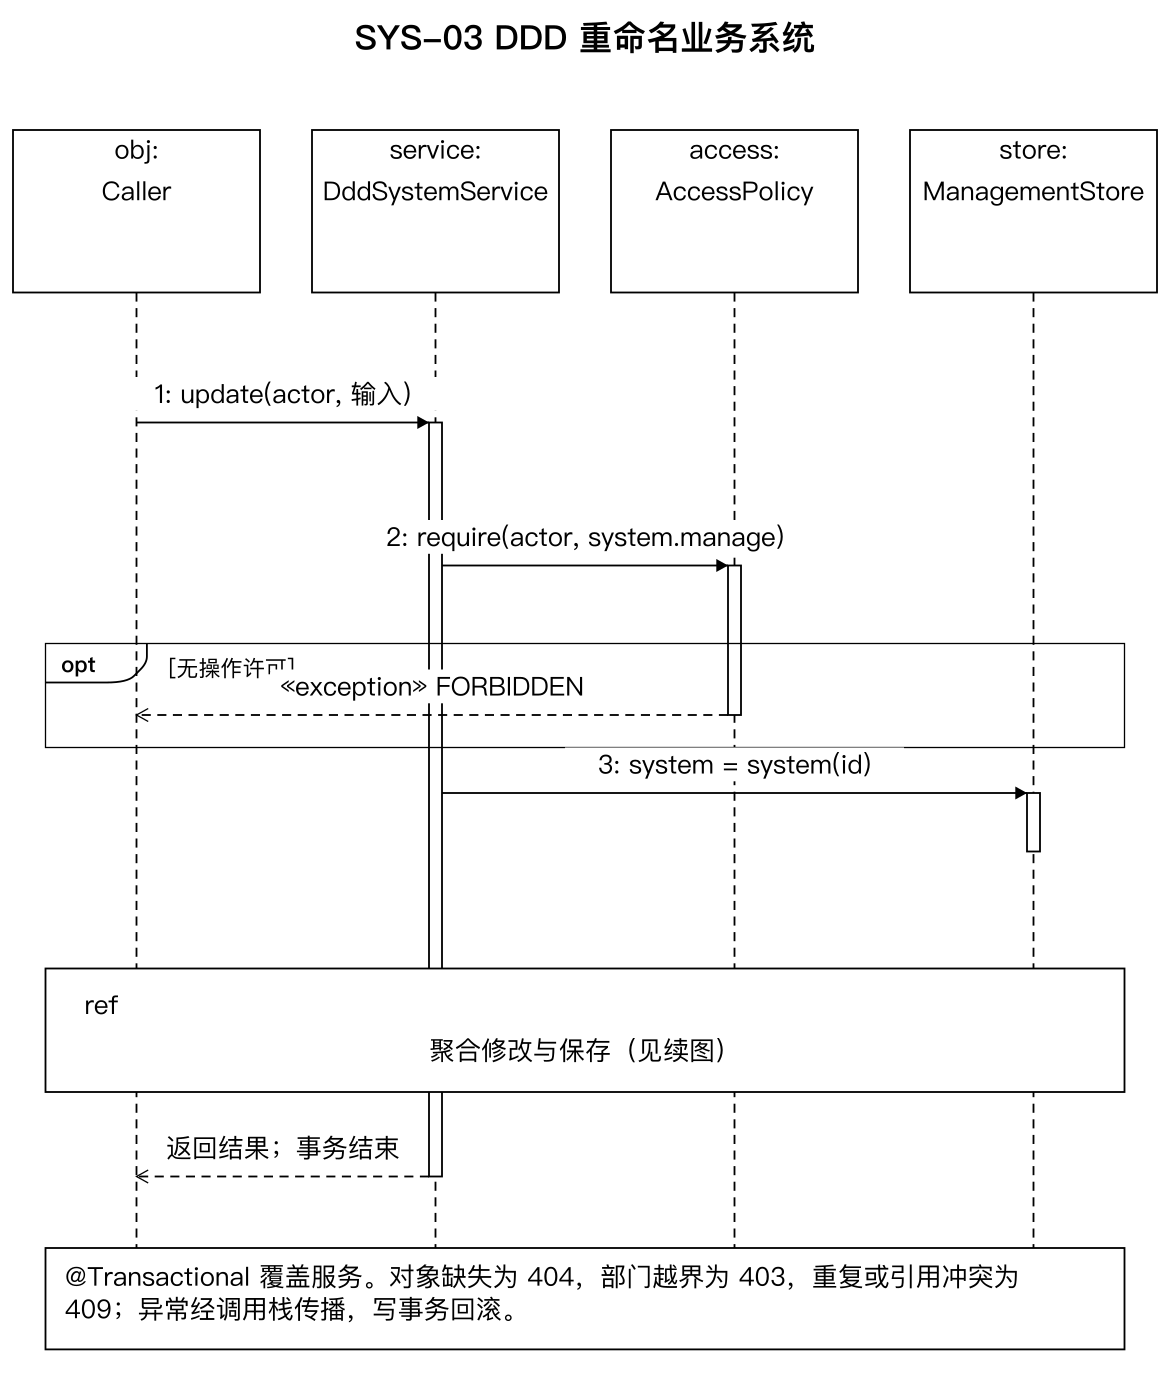 SYS-03 DDD 重命名业务系统
obj:
Caller
service:
DddSystemService
access:
AccessPolicy
store:
ManagementStore
1: update(actor, 输入)
2: require(actor, system.manage)
opt
[无操作许可]
«exception» FORBIDDEN
3: system = system(id)
ref
聚合修改与保存（见续图）
返回结果；事务结束
@Transactional 覆盖服务。对象缺失为 404，部门越界为 403，重复或引用冲突为
409；异常经调用栈传播，写事务回滚。